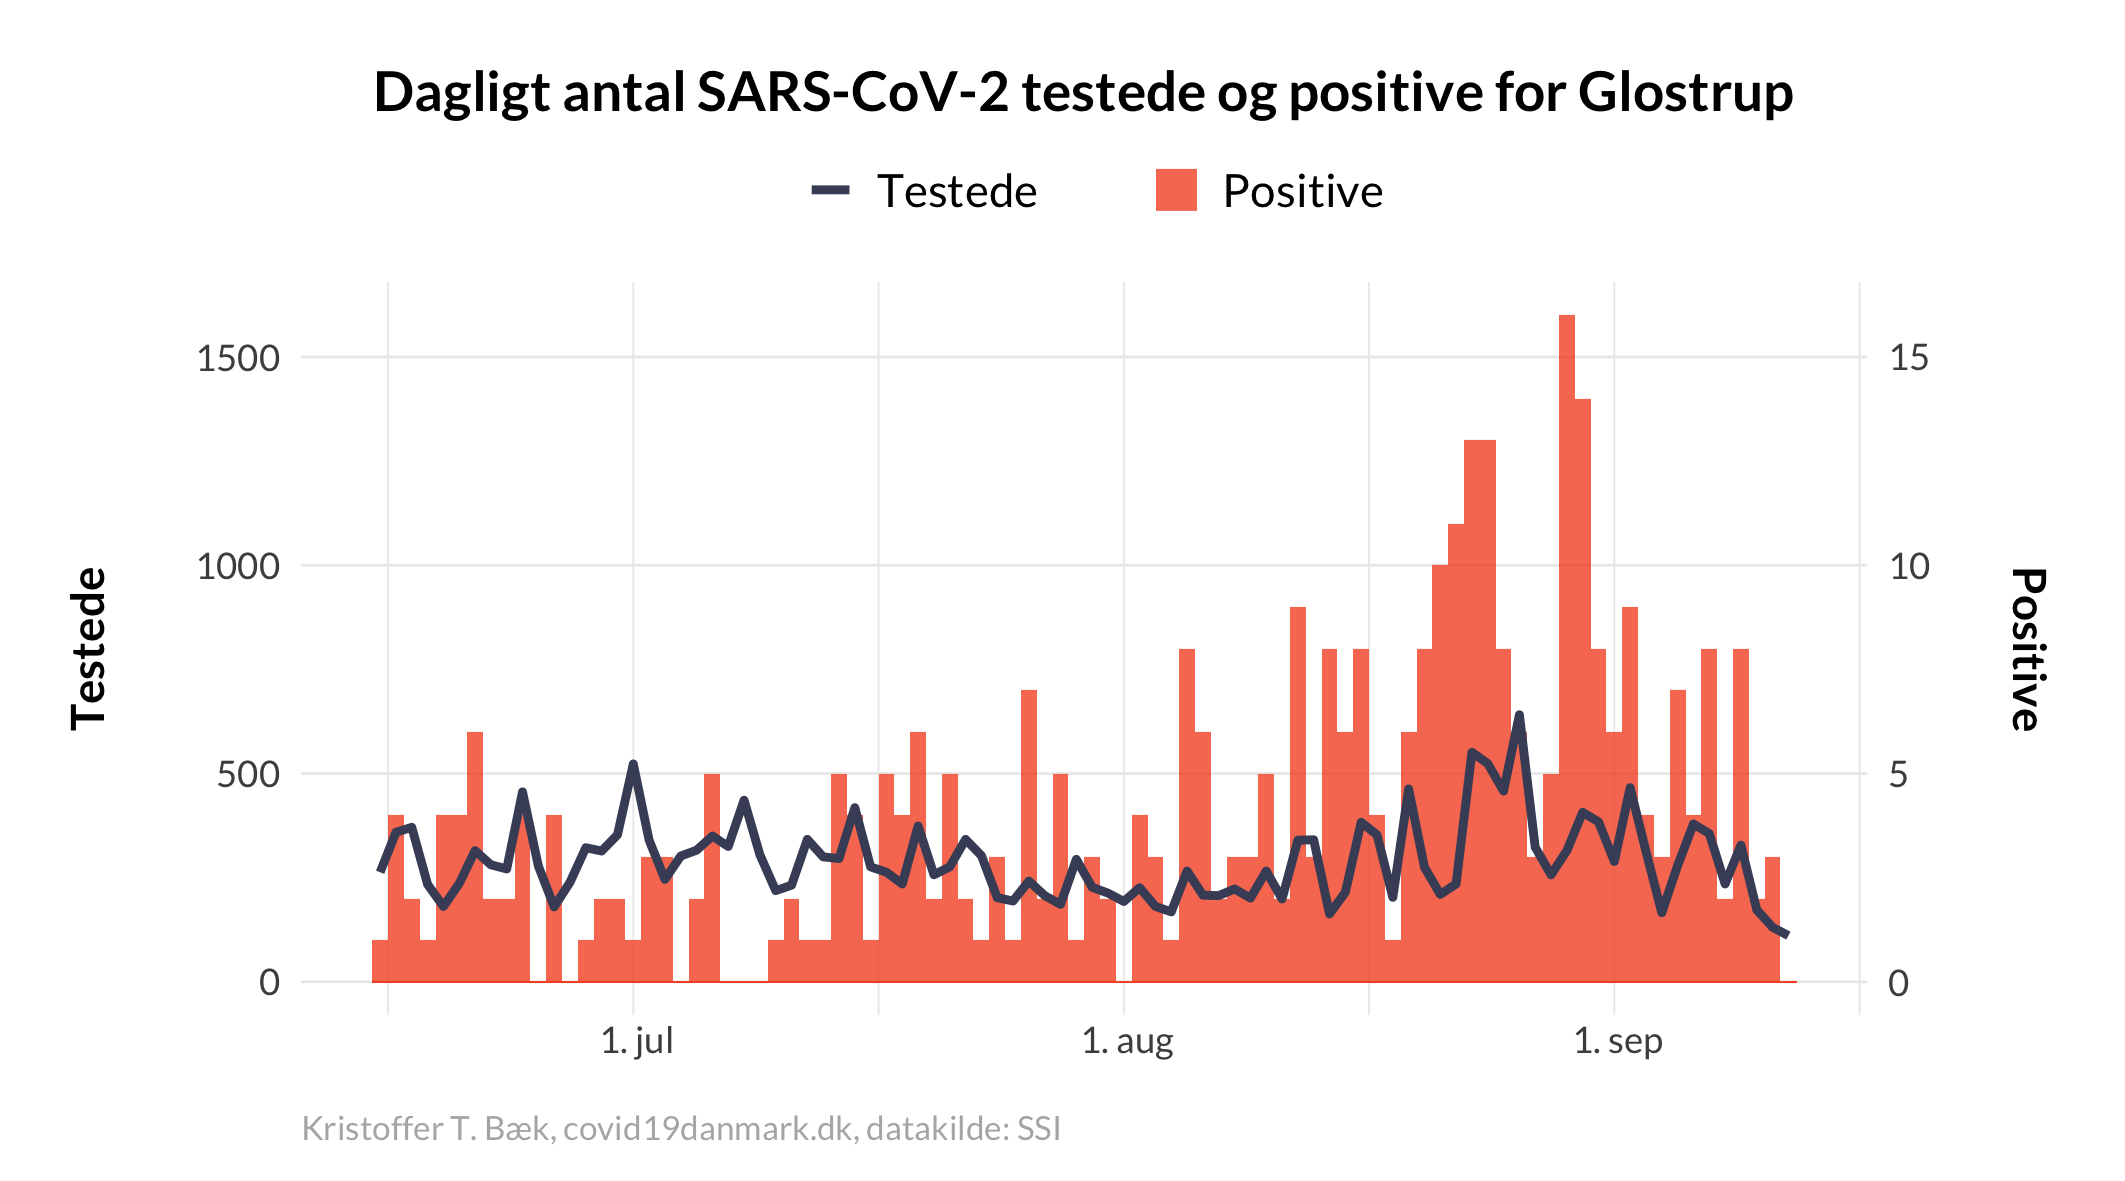 Dagligt antal SARS-CoV-2 testede og positive for Glostrup
Testede
Positive
1500
1000
500
0
Testede
15
10
5
0
Positive
1. jul
1. aug
1. sep
Kristoffer T. Bæk, covid19danmark.dk, datakilde: SSI